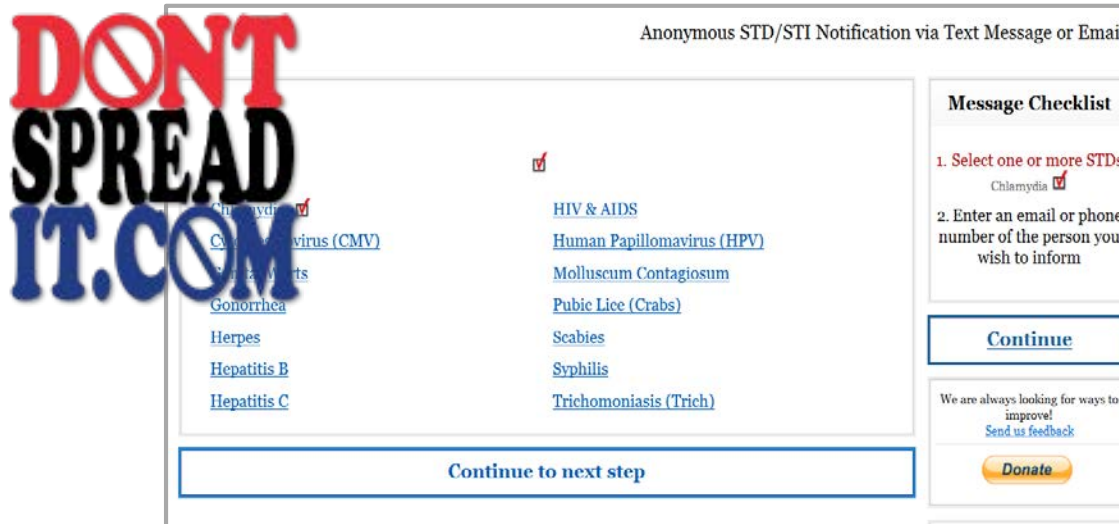 DONT
SPREAD
IT.COM
Anonymous STD/STI Notification via Text Message or Emai
HIV & AIDS
(CMV)
Human Papillomavirus (HPV)
Molluscum Contagiosum
Gonorrhea
Pubic Lice (Crabs)
Herpes
Scabies
Hepatitis B
Syphilis
Hepatitis C
Trichomoniasis (Trich)
Continue to next step
Message Checklist
1. Select one or more STDs
Chlamydia
2. Enter an email or phone
number of the person you
wish to inform
Continue
We are always looking for ways to
improve!
Send us feedback
Donate